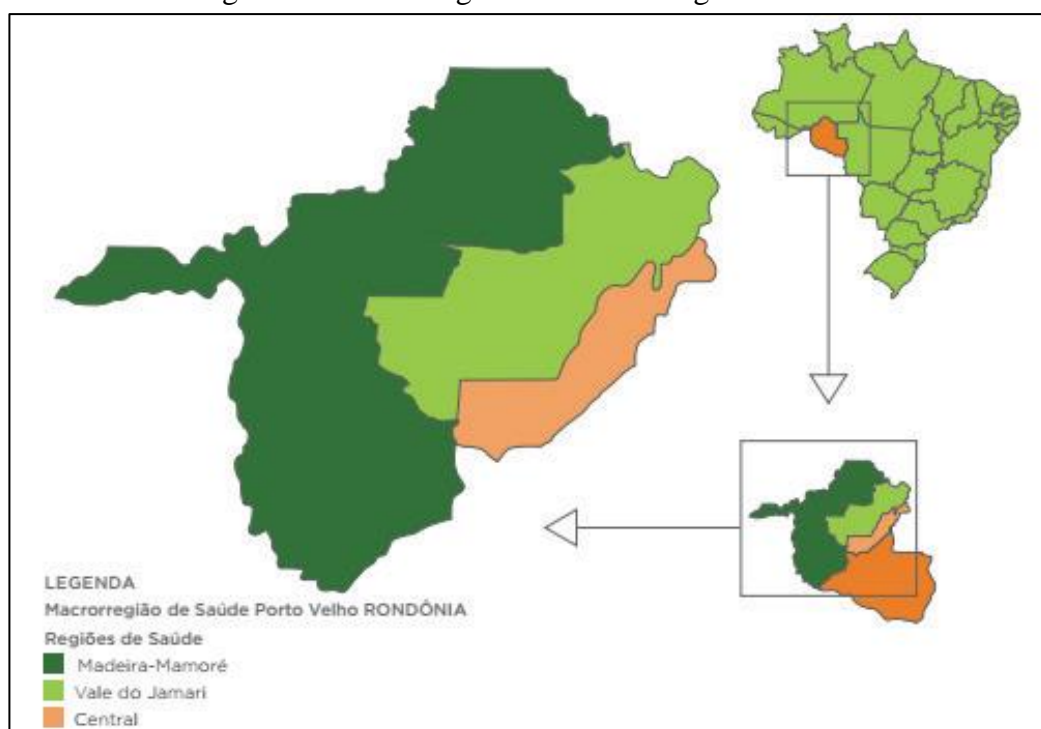 LEGENDA
Macrorregião de Saúde Porto Velho RONDÔNIA
Regiões de Saúde
Madeira-Mamoré
Vale do Jamari
Central